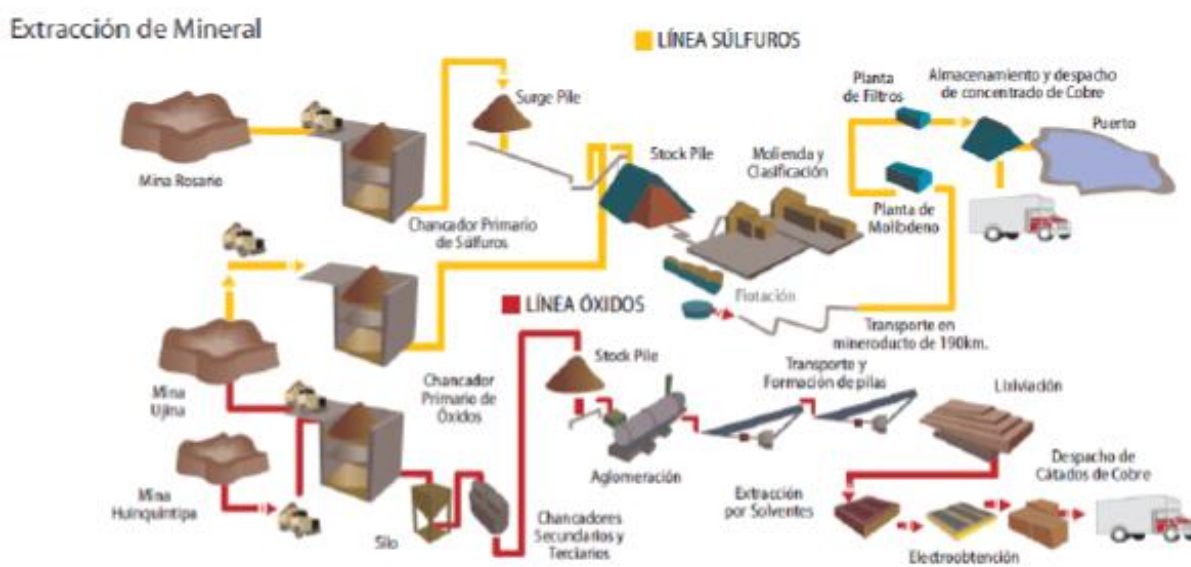 Extracción de Mineral
LÍNEA SÚLFUROS
Surge Pile
Mina Rosario
Chancador Primario
de Súlfuros
Stock Pile
Molienda y
Clasificación
Planta
de Filtros
Almacenamiento y despacho
de concentrado de Cobre
Puerto
Planta de
Molibdeno
Flotación
Transporte en
mineroducto de 190km.
LÍNEA ÓXIDOS
Mina
Ujina
Chancador
Primario de
Óxidos
Mina
Huinquintipa
Silo
Chancadores
Secundarios y
Terciarios
Stock Pile
Aglomeración
Transporte y
Formación de pilas
Lixiviación
Extracción
por Solventes
Electroobtención
Despacho de
Cátados de Cobre